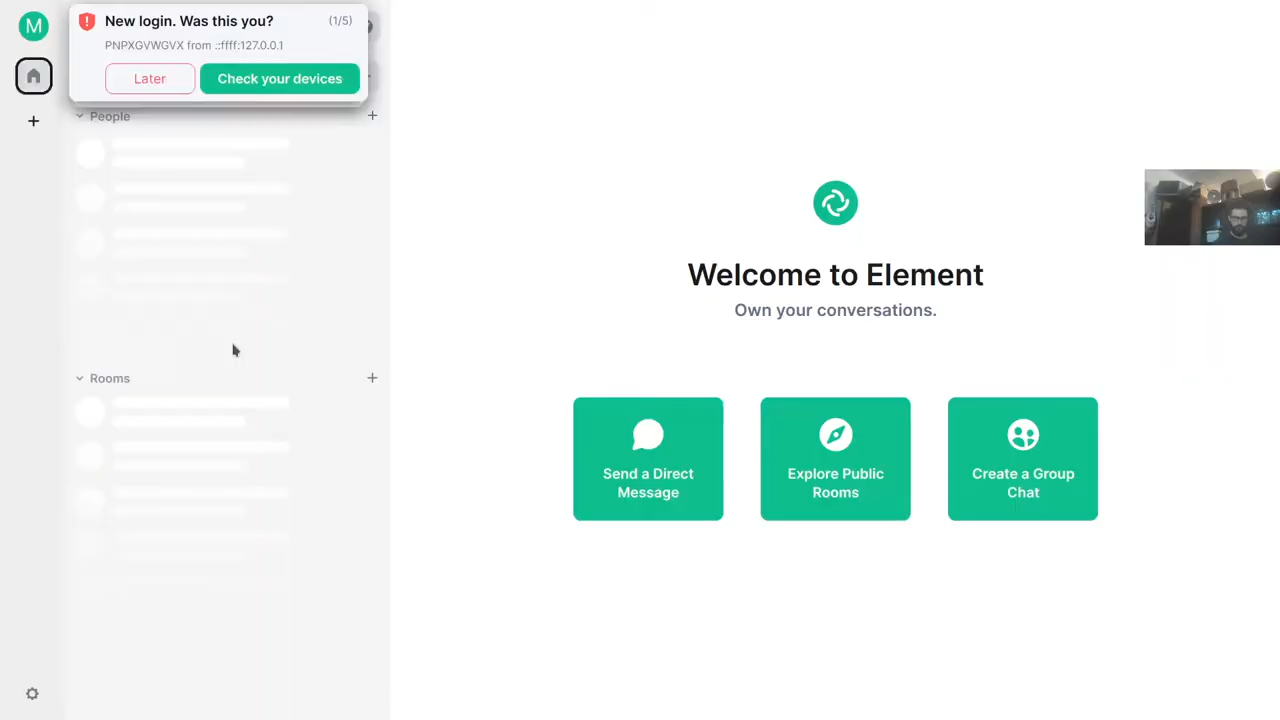 M
New login. Was this you?
(1/5)
PNPXGVWGVX from ::ffff:127.0.0.1
Later
Check your devices
People
Rooms
Welcome to Element
Own your conversations.
Send a Direct
Message
Explore Public
Rooms
Create a Group
Chat